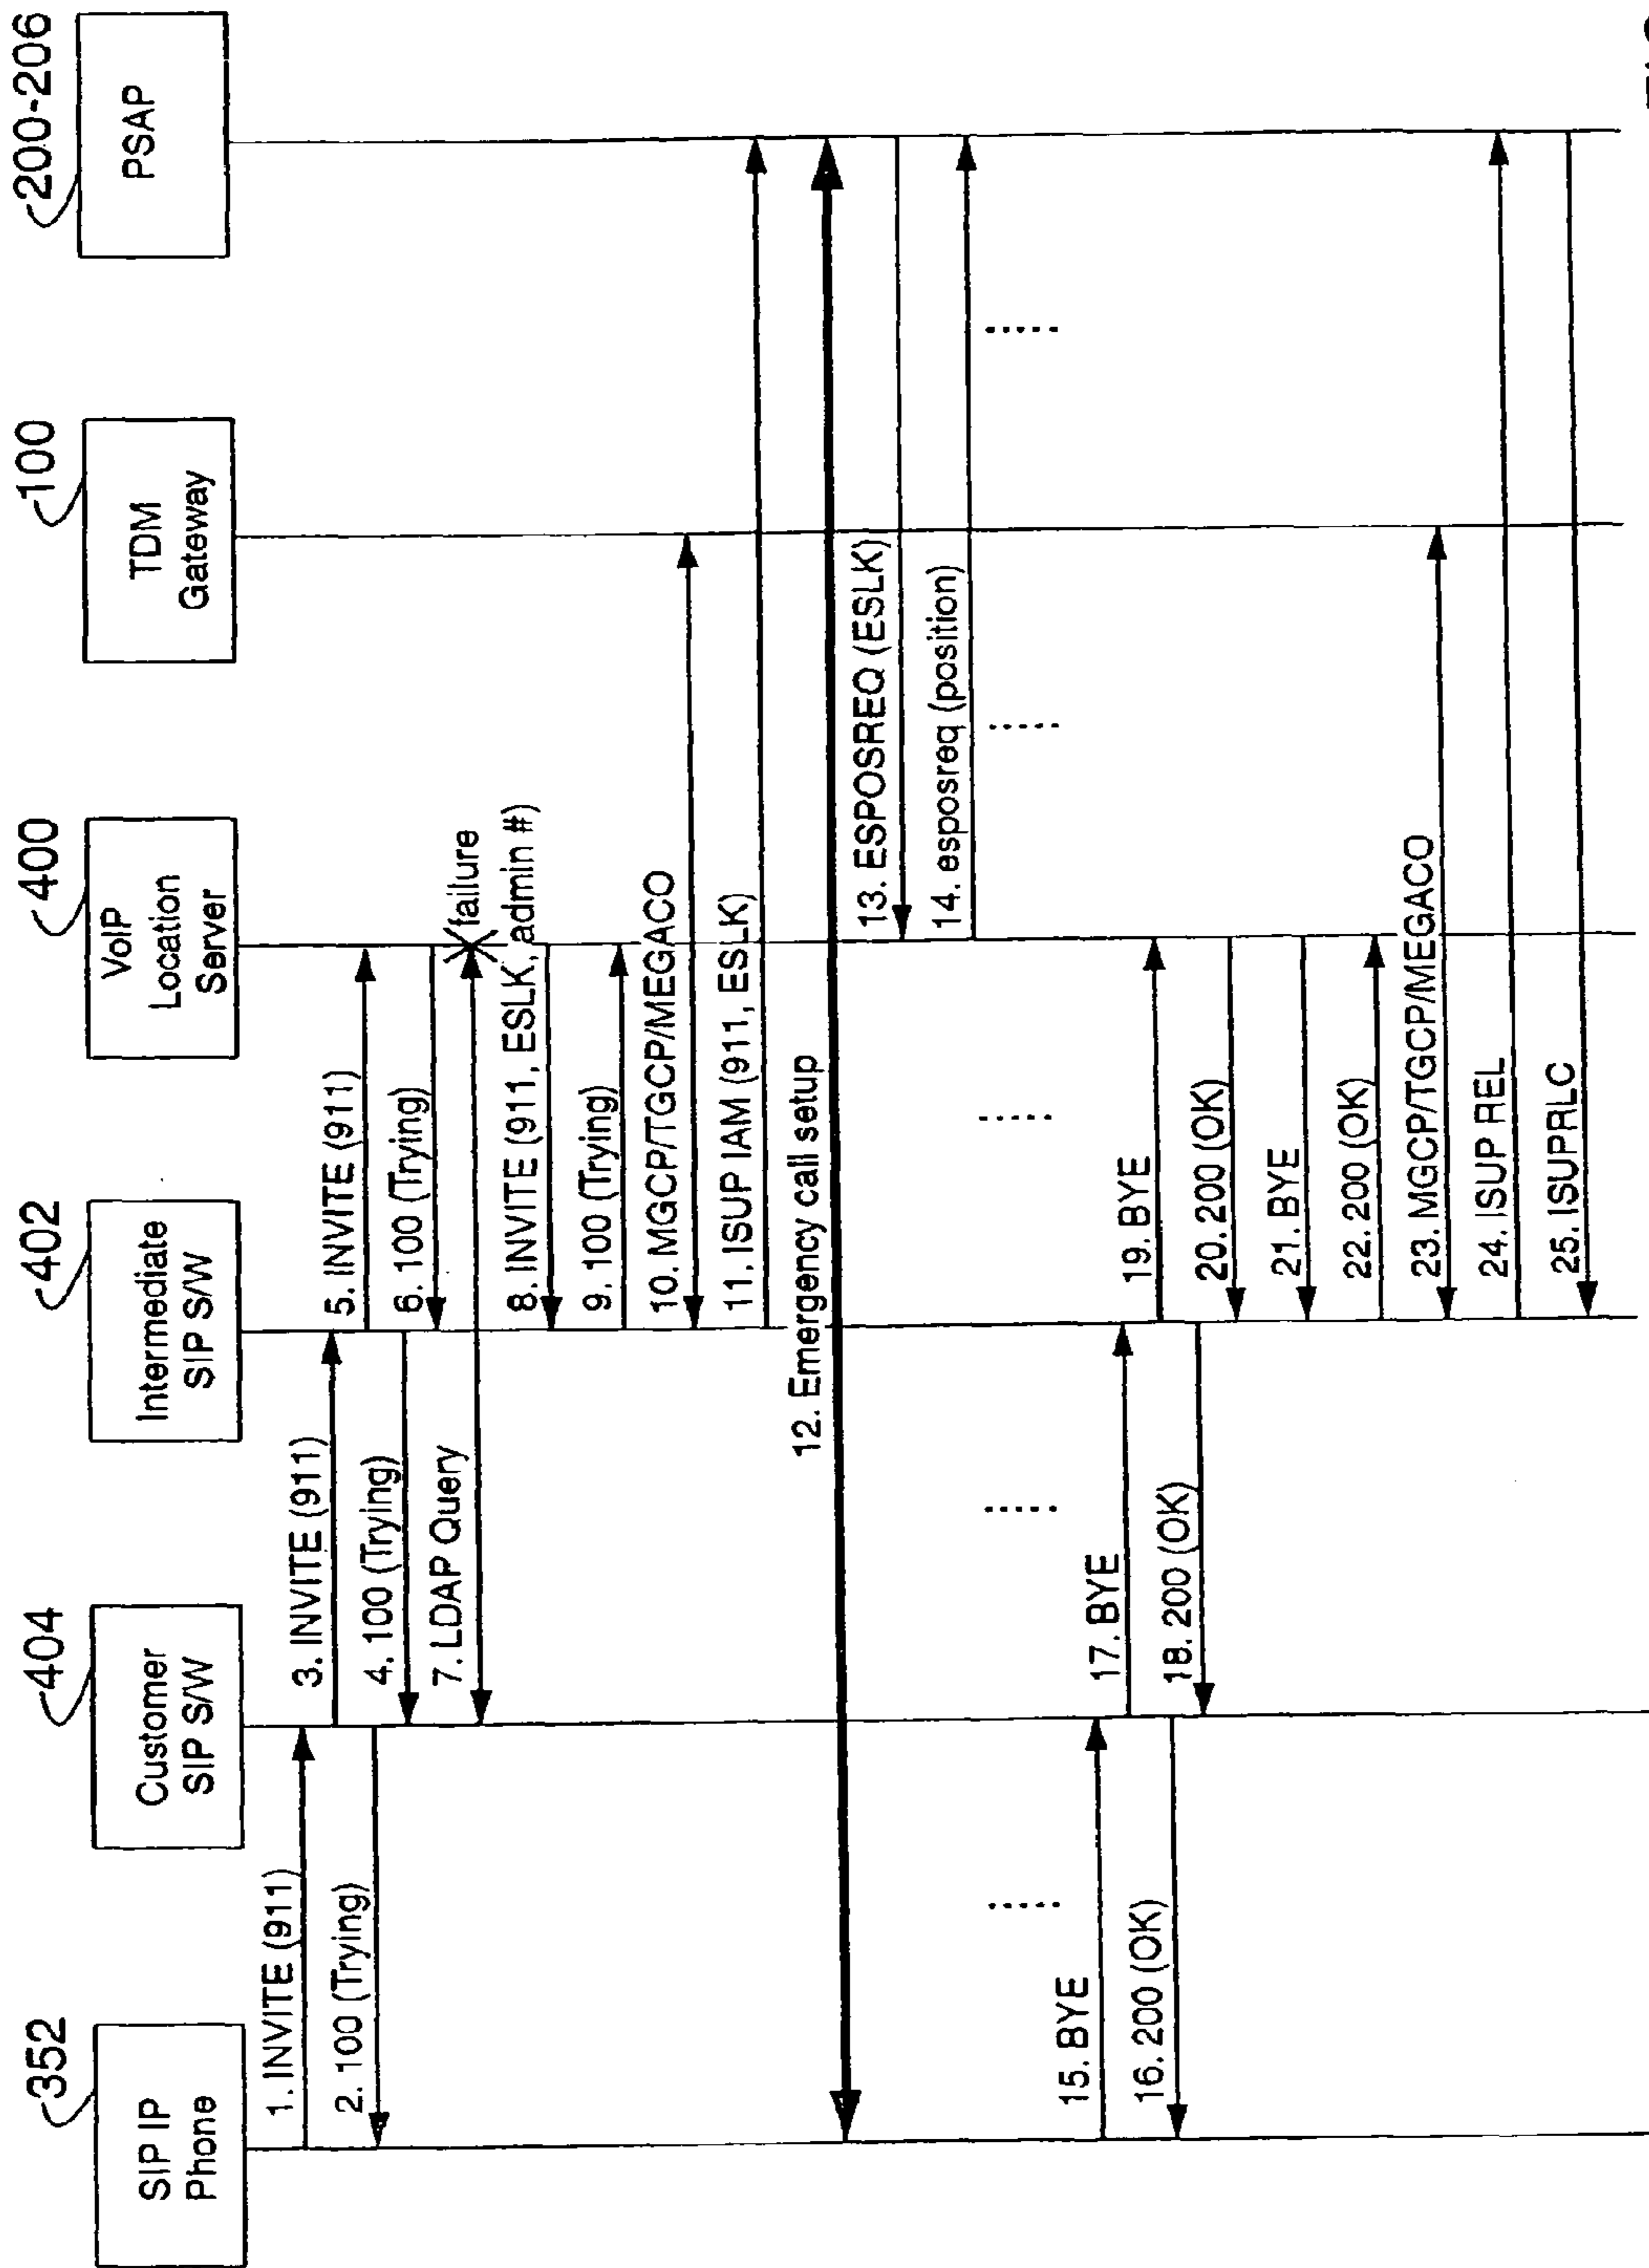 352
404
402
400
100
200-206
SIP IP
Phone
Customer
SIP S/W
Intermediate
SIP S/W
VoIP
Location
Server
TDM
Gateway
PSAP
1. INVITE (911)
2. 100 (Trying)
3. INVITE (911)
4. 100 (Trying)
5. INVITE (911)
6. 100 (Trying)
7. LDAP Query
failure
8. INVITE (911, ESLK, admin #)
9. 100 (Trying)
10. MGCP/TGCP/MEGACO
11. ISUP IAM (911, ESLK)
12. Emergency call setup
13. ESPOSREQ (ESLK)
14. esposreq (position)
15. BYE
16. 200 (OK)
17. BYE
18. 200 (OK)
19. BYE
20. 200 (OK)
21. BYE
22. 200 (OK)
23. MGCP/TGCP/MEGACO
24. ISUP REL
25. ISUPRLC